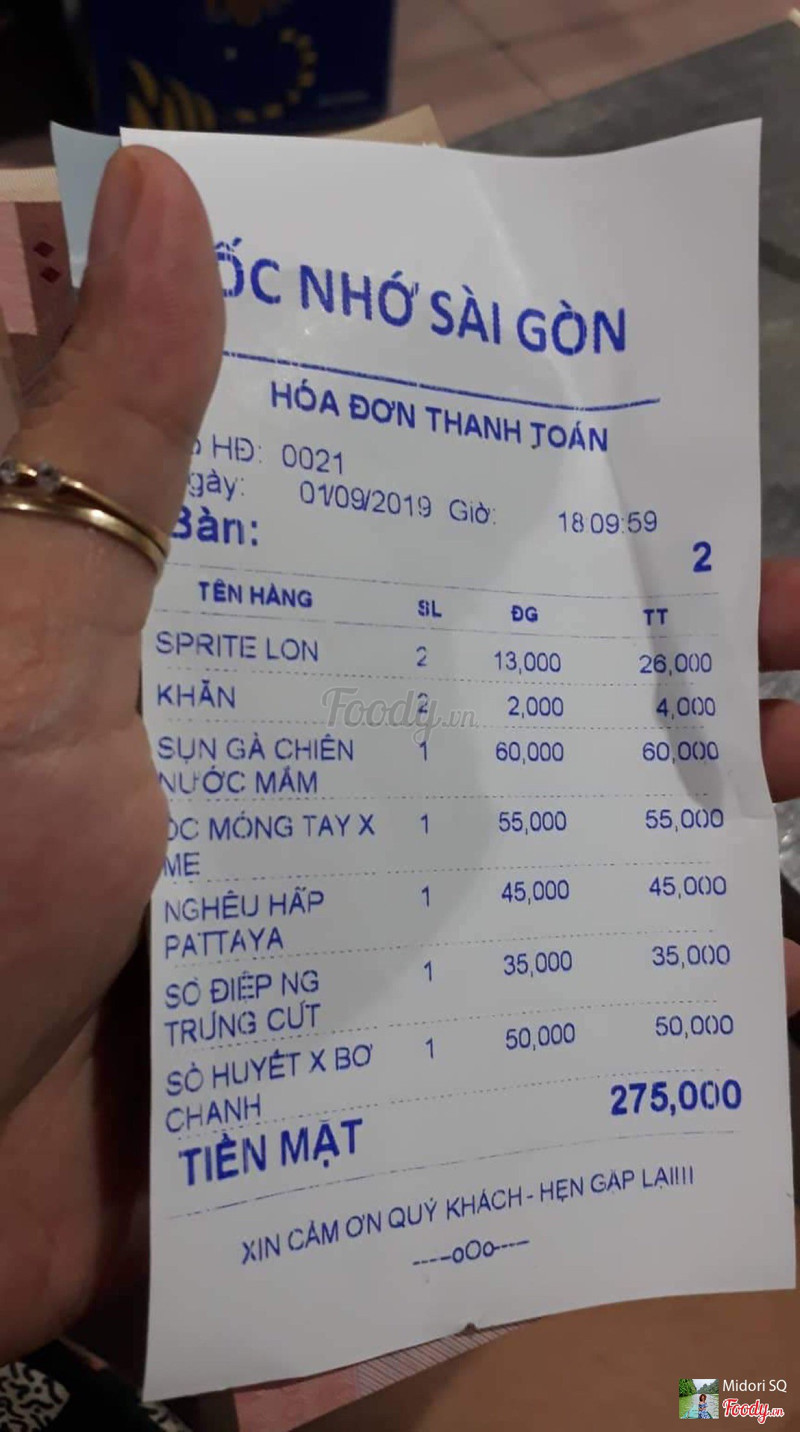 ỐC NHỚ SÀI GÒN
HÓA ĐƠN THANH TOÁN
HĐ: 0021
gày: 01/09/2019 Giờ: 18:09:59
Bàn: 2
TÊN HÀNG SL ĐG TT
SPRITE LON 2 13,000 26,000
KHĂN 2 2,000 4,000
SỤN GÀ CHIÊN 1 60,000 60,000
NƯỚC MẮM
ỐC MÓNG TAY X 1 55,000 55,000
ME
NGHÊU HẤP 1 45,000 45,000
PATTAYA
SÒ ĐIỆP NG 1 35,000 35,000
TRƯNG CÚT
SÒ HUYẾT X BƠ 1 50,000 50,000
CHANH
TIỀN MẶT 275,000
XIN CẢM ƠN QUÝ KHÁCH - HẸN GẶP LẠI!!!
----oOo----
Foody.vn
Midori SQ
Foody.vn